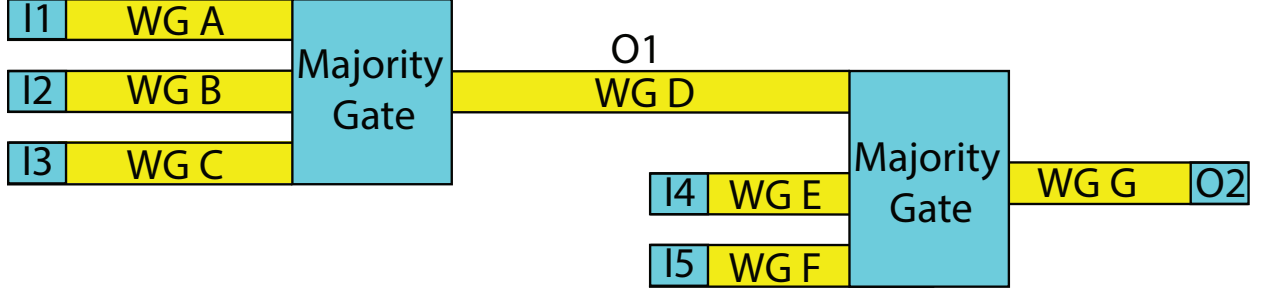 I1 WG A
I2 WG B
I3 WG C
Majority
Gate
O1
WG D
I4 WG E
I5 WG F
Majority
Gate
WG G O2